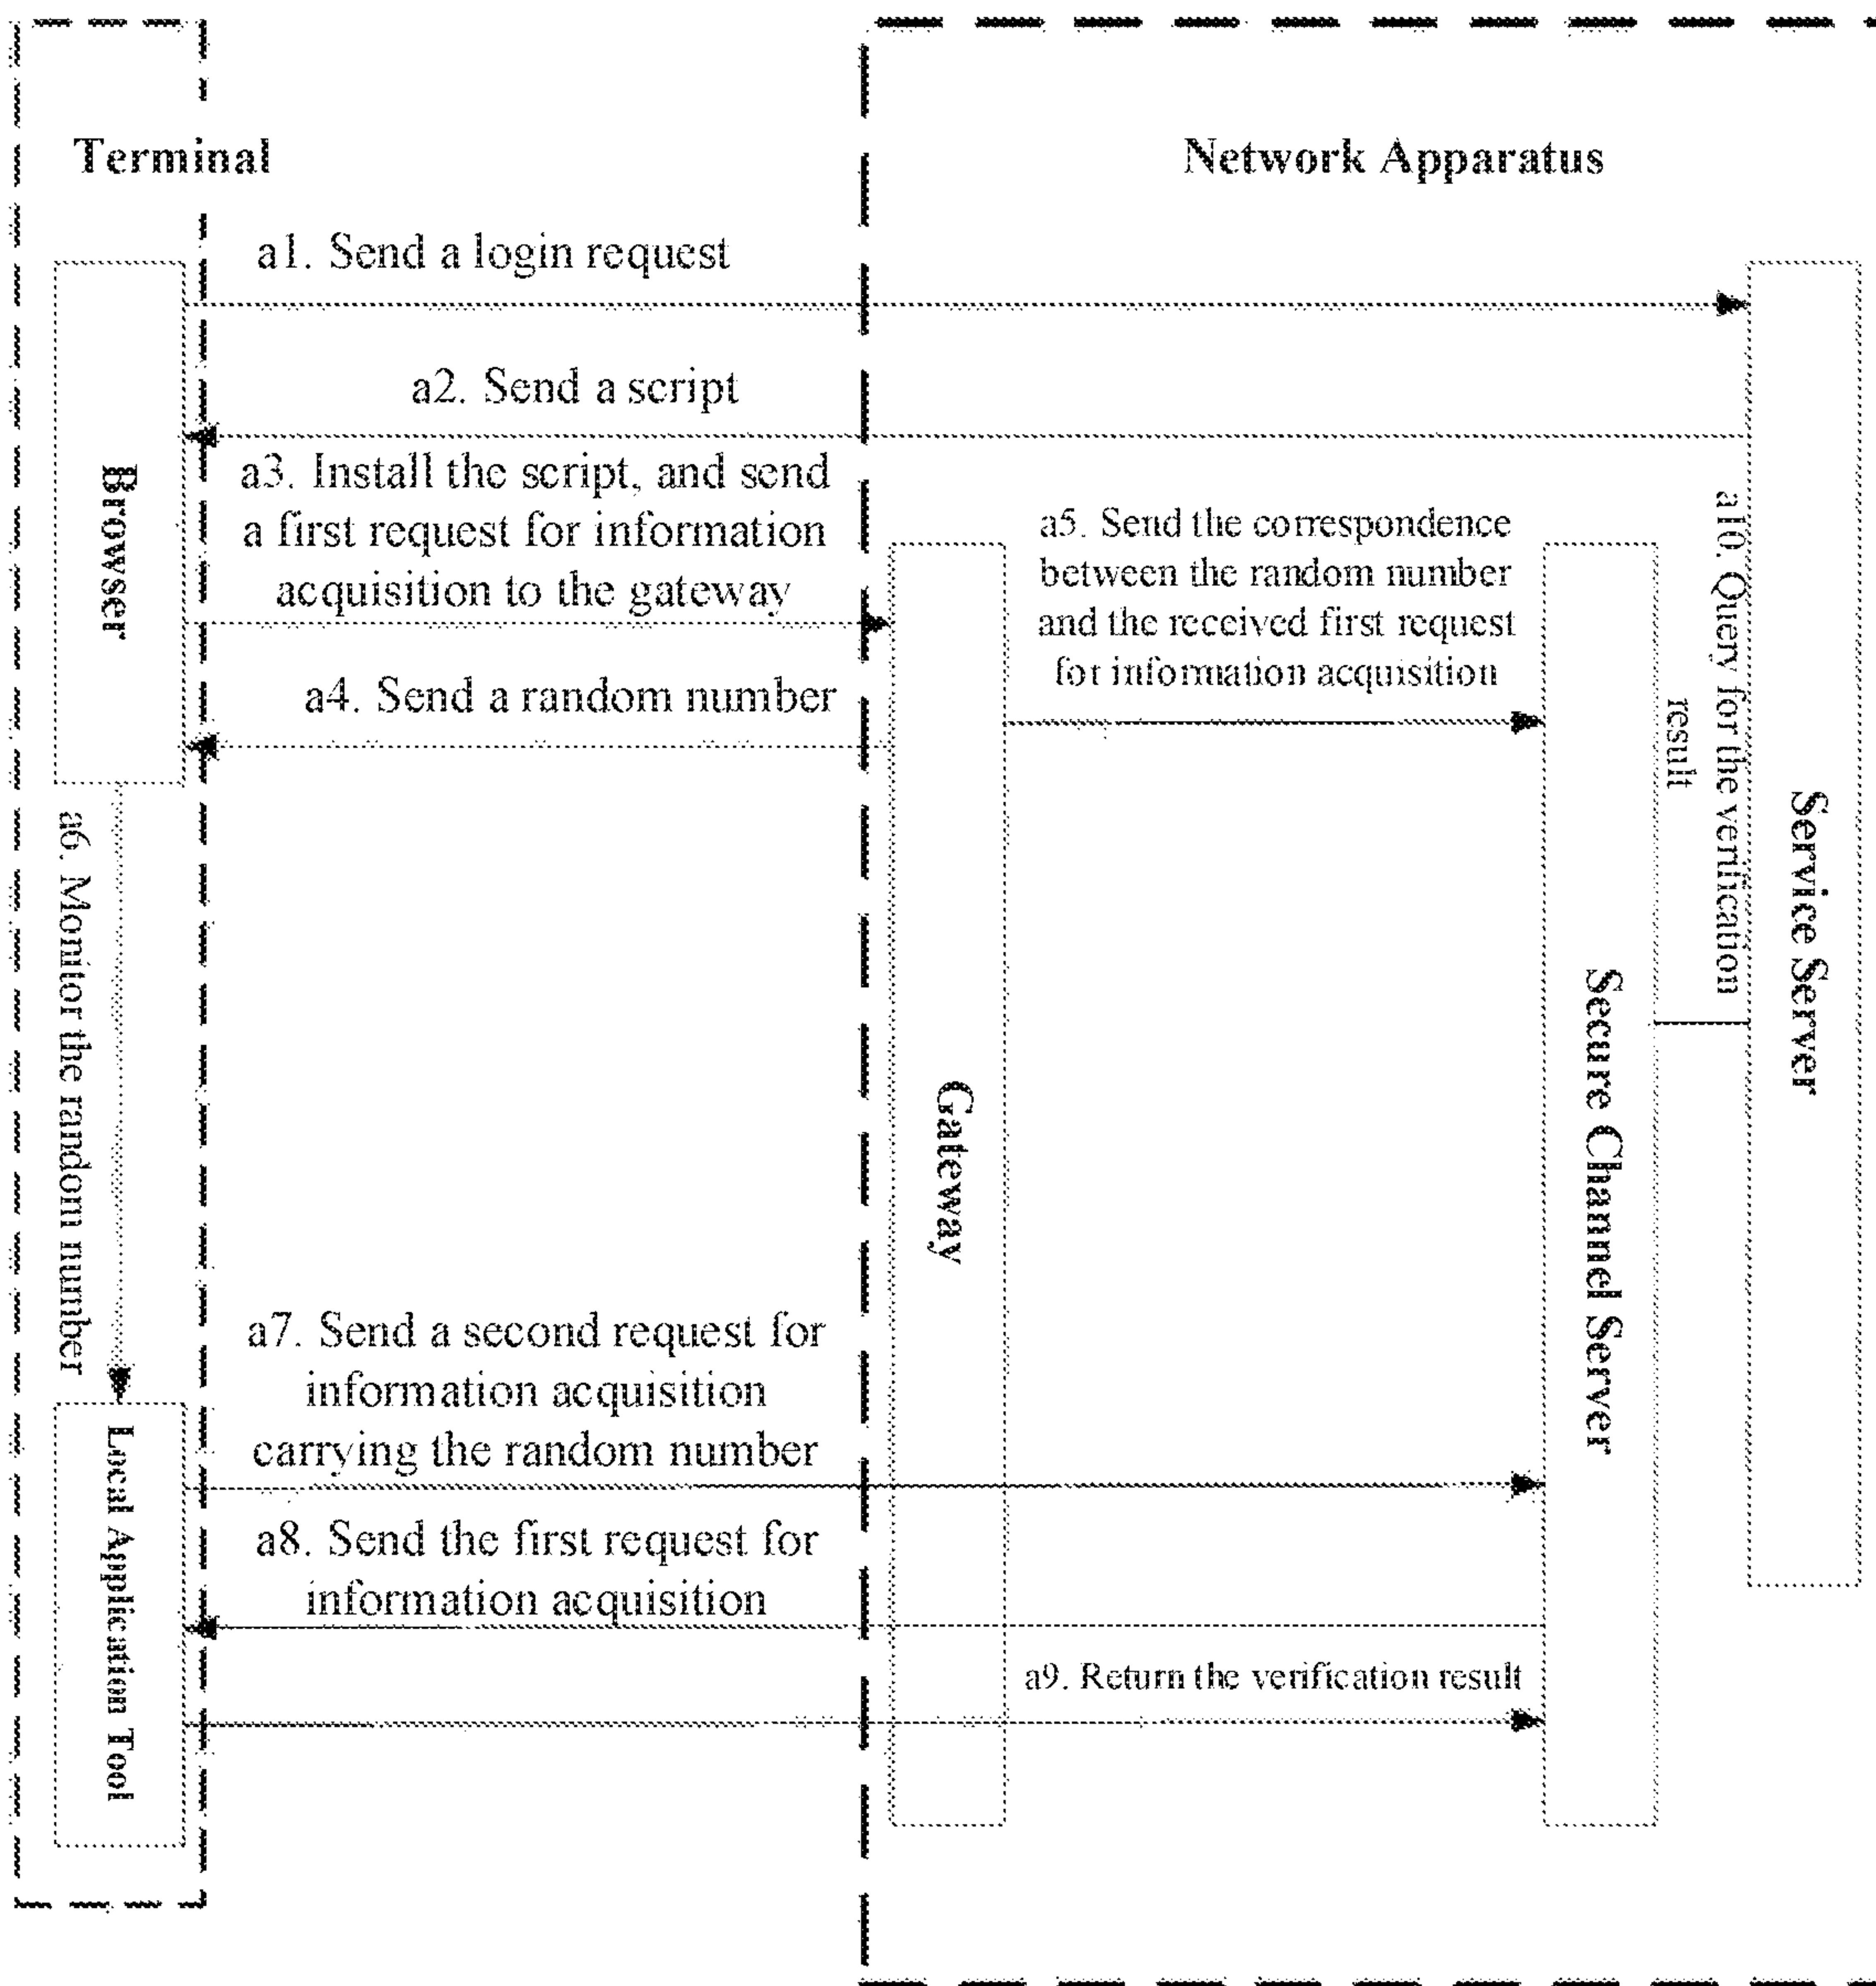 Terminal
Network Apparatus
a1. Send a login request
a2. Send a script
a3. Install the script, and send
a first request for information
acquisition to the gateway
a4. Send a random number
a5. Send the correspondence
between the random number
and the received first request
for information acquisition
a10. Query for the verification
result
Browser
Service Server
Secure Channel Server
Gateway
a6. Monitor the random number
a7. Send a second request for
information acquisition
carrying the random number
a8. Send the first request for
information acquisition
a9. Return the verification result
Local Application Tool